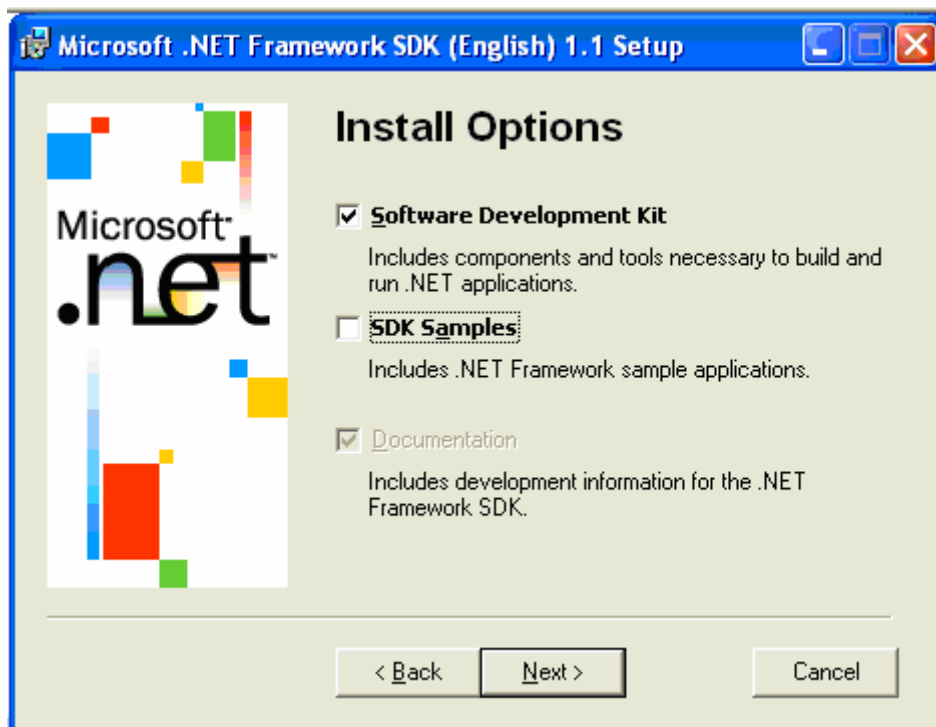 Microsoft .NET Framework SDK (English) 1.1 Setup
Install Options
Microsoft
.net
Software Development Kit
Includes components and tools necessary to build and
run .NET applications.
SDK Samples
Includes .NET Framework sample applications.
Documentation
Includes development information for the .NET
Framework SDK.
< Back
Next >
Cancel